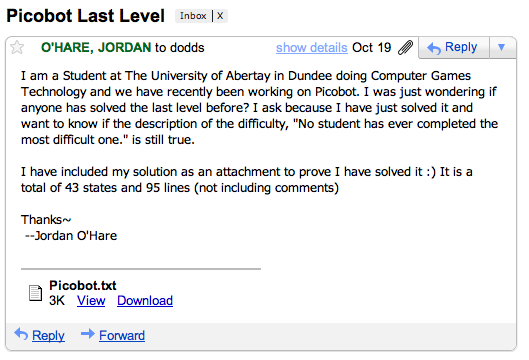 Picobot Last Level Inbox | X
O'HARE, JORDAN to dodds show details Oct 19 Reply
I am a Student at The University of Abertay in Dundee doing Computer Games
Technology and we have recently been working on Picobot. I was just wondering if
anyone has solved the last level before? I ask because I have just solved it and
want to know if the description of the difficulty, "No student has ever completed the
most difficult one." is still true.
I have included my solution as an attachment to prove I have solved it :) It is a
total of 43 states and 95 lines (not including comments)
Thanks~
--Jordan O'Hare
Picobot.txt
3K View Download
Reply Forward